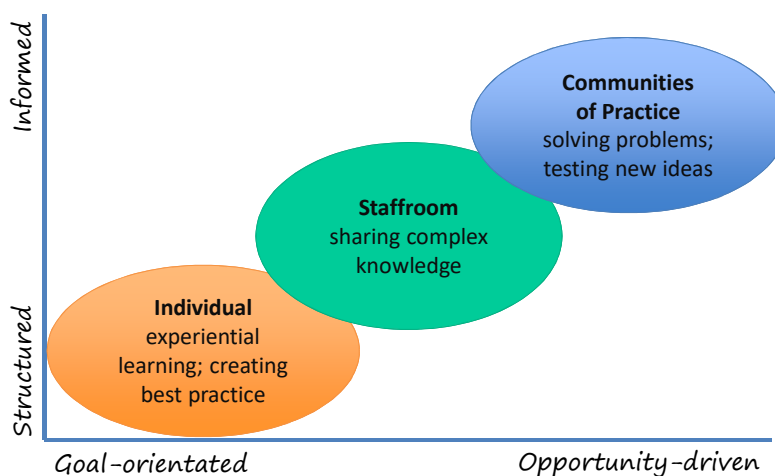 Informed
Structured
Communities
of Practice
solving problems;
testing new ideas
Staffroom
sharing complex
knowledge
Individual
experiential
learning; creating
best practice
Goal-orientated
Opportunity-driven